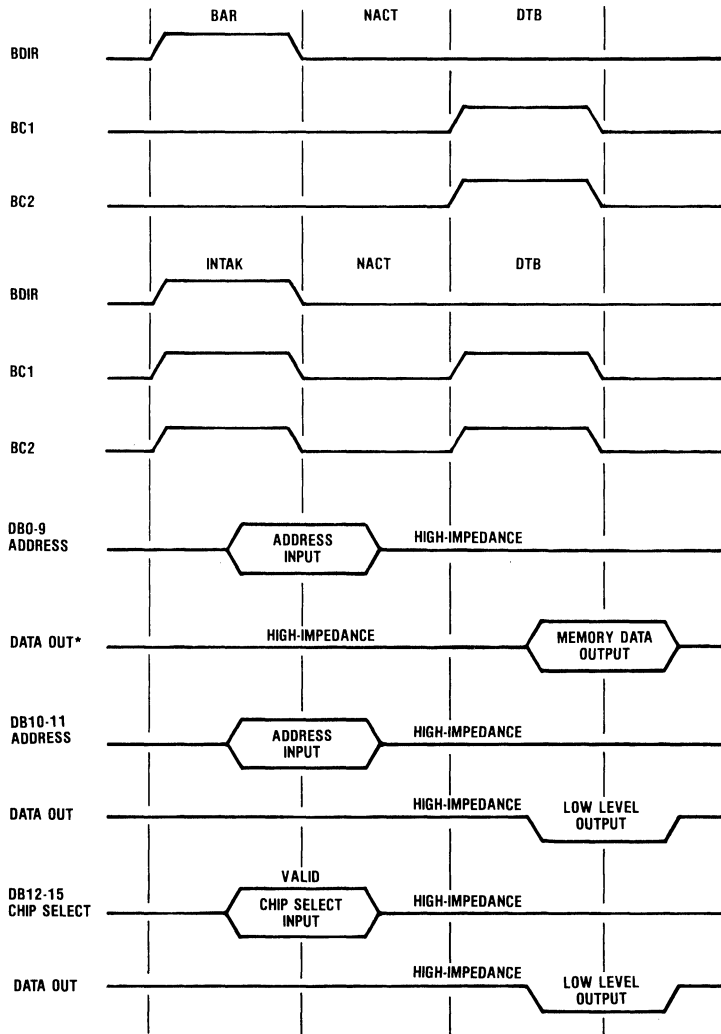 BAR NACT DTB
BDIR
BC1
BC2
INTAK NACT DTB
BDIR
BC1
BC2
DB0-9
ADDRESS
ADDRESS
INPUT
HIGH-IMPEDANCE
DATA OUT*
HIGH-IMPEDANCE
MEMORY DATA
OUTPUT
DB10-11
ADDRESS
ADDRESS
INPUT
HIGH-IMPEDANCE
DATA OUT
HIGH-IMPEDANCE
LOW LEVEL
OUTPUT
DB12-15
CHIP SELECT
VALID
CHIP SELECT
INPUT
HIGH-IMPEDANCE
DATA OUT
HIGH-IMPEDANCE
LOW LEVEL
OUTPUT